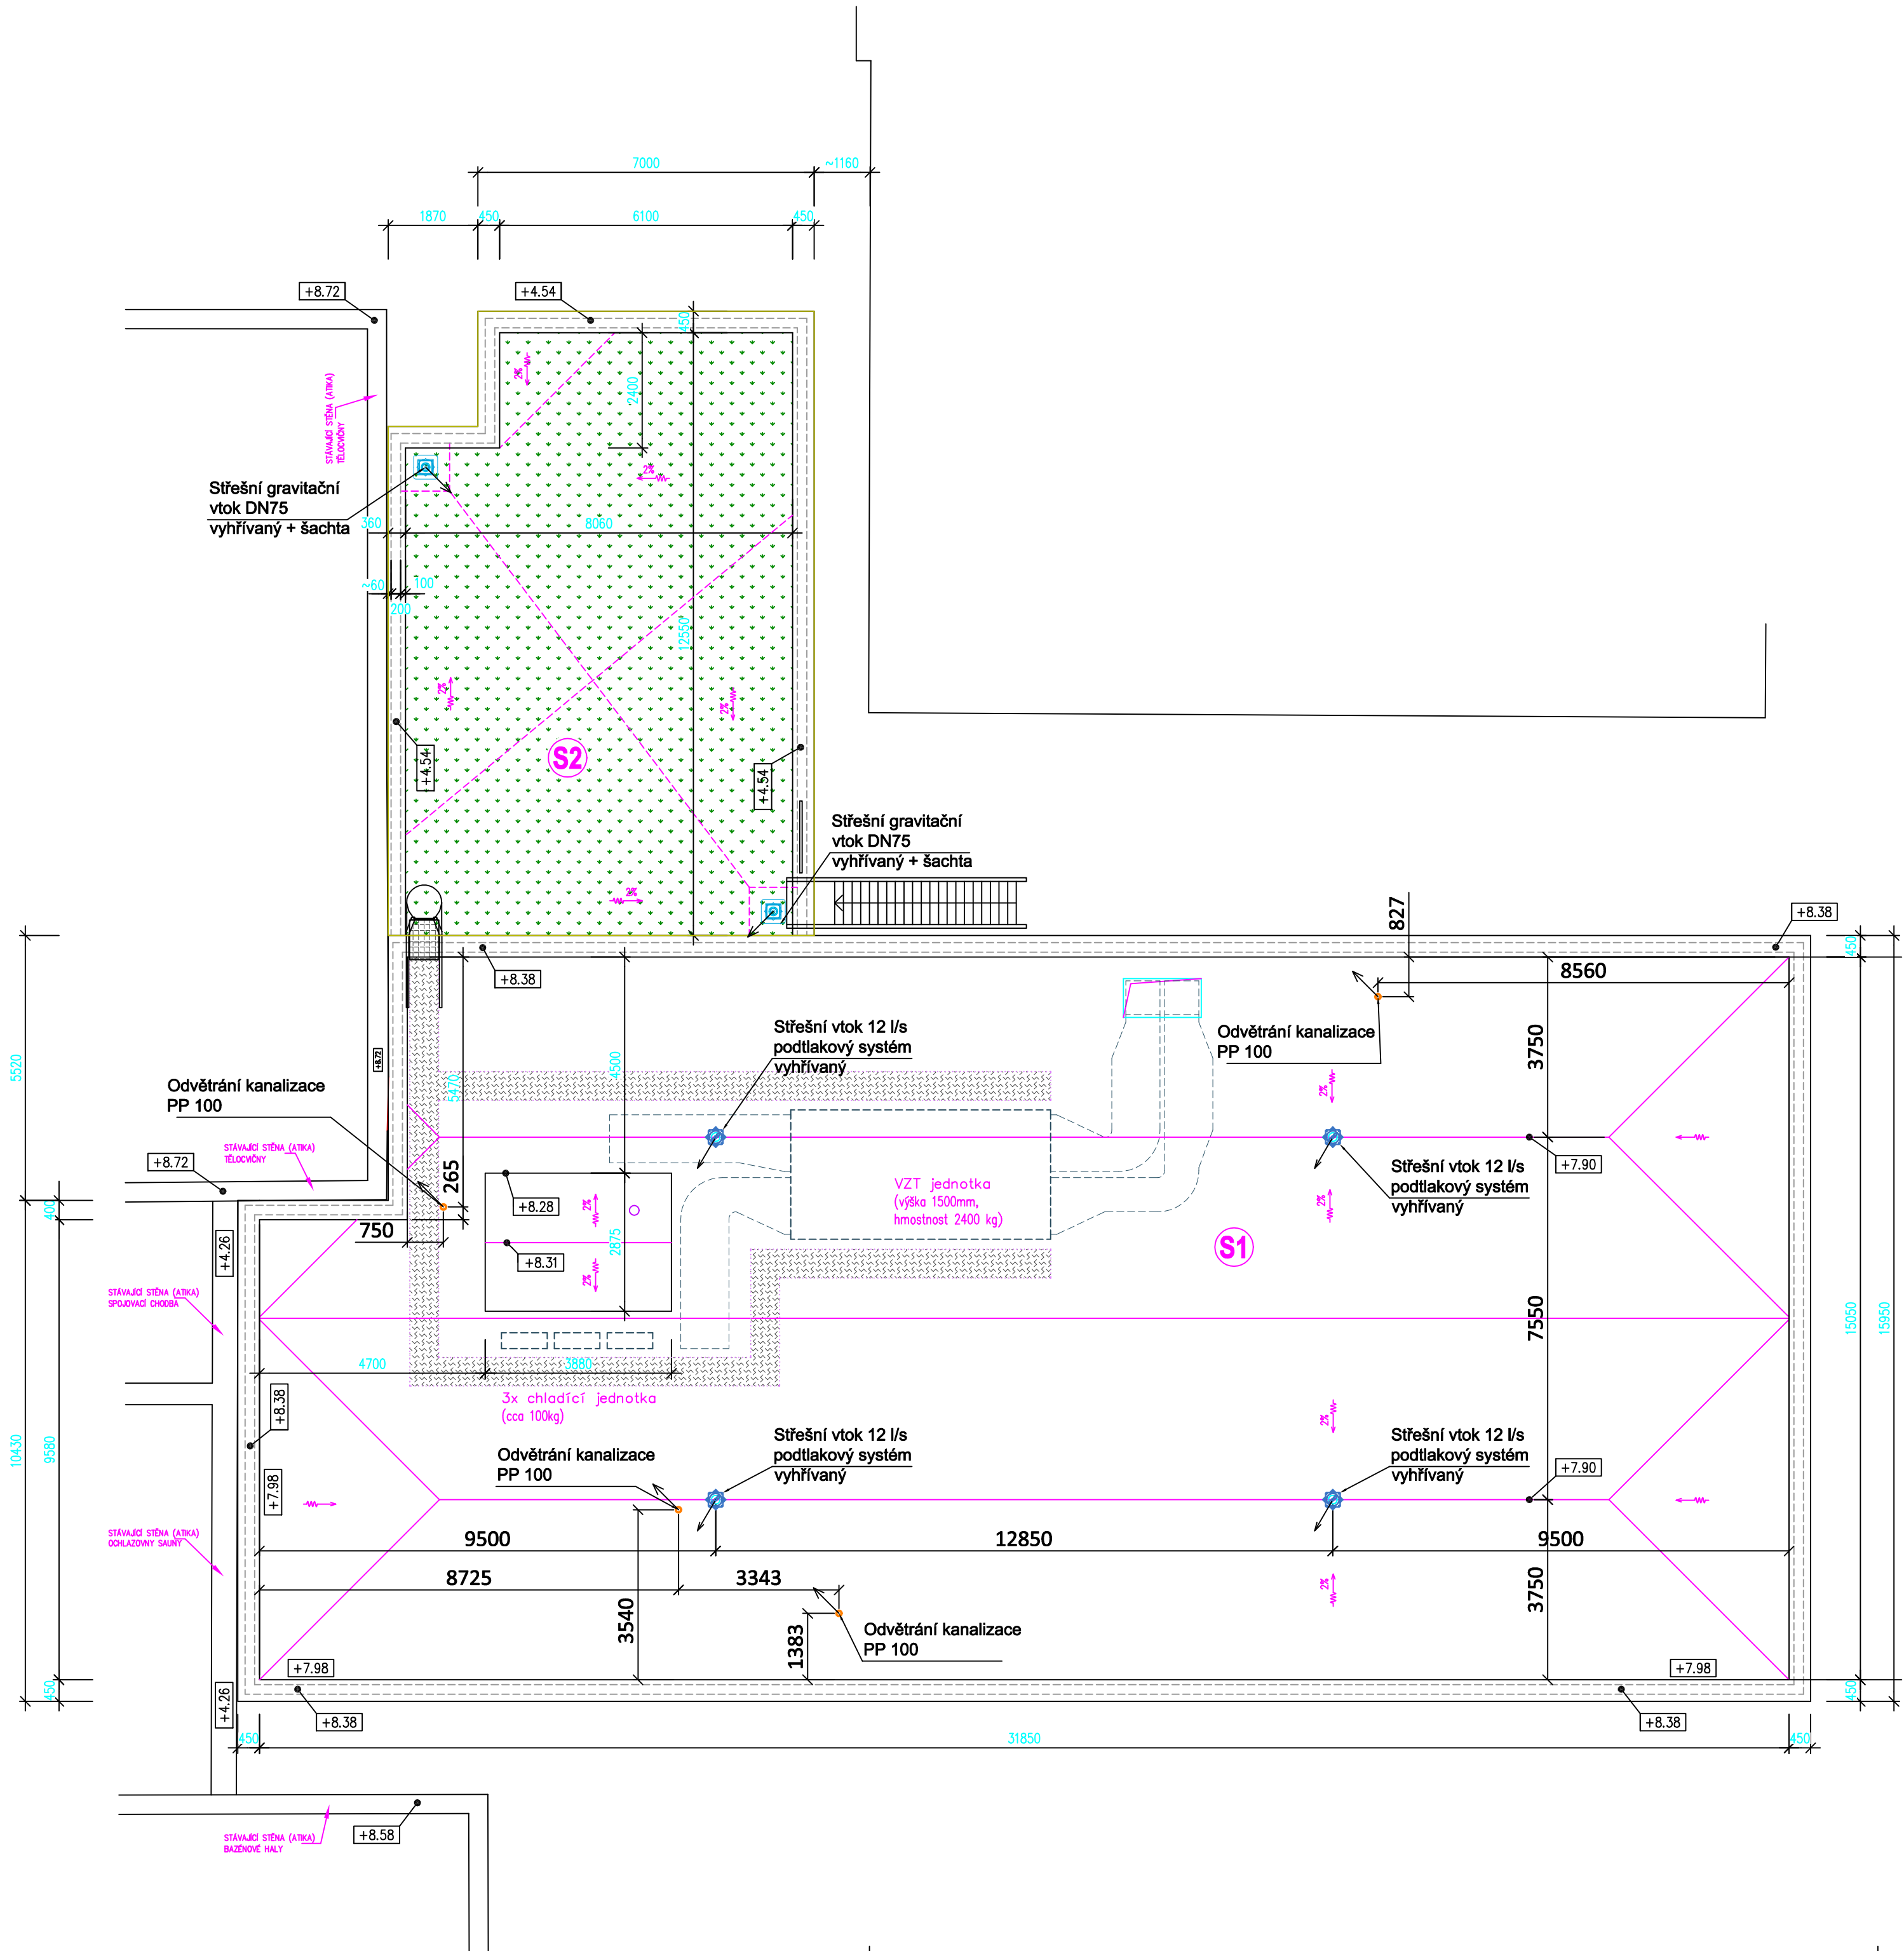 7000
~1160
1870
450
6100
450
+8.72
+4.54
450
2400
2%
STÁVAJÍCÍ STĚNA (ATIKA)
TĚLOCVIČNY
2%
Střešní gravitační
vtok DN75
vyhřívaný + šachta
360
8060
~60
100
200
12550
2%
2%
S2
+4.54
+4.54
Střešní gravitační
vtok DN75
vyhřívaný + šachta
2%
827
+8.38
450
8560
+8.38
Střešní vtok 12 l/s
podtlakový systém
vyhřívaný
Odvětrání kanalizace
PP 100
3750
5520
4500
5470
+8.72
2%
Odvětrání kanalizace
PP 100
STÁVAJÍCÍ STĚNA (ATIKA)
TĚLOCVIČNY
+8.72
265
+7.90
Střešní vtok 12 l/s
podtlakový systém
vyhřívaný
VZT jednotka
(výška 1500mm,
hmostnost 2400 kg)
2%
400
750
+8.28
2%
2875
+8.31
2%
S1
+4.26
STÁVAJÍCÍ STĚNA (ATIKA)
SPOJOVACÍ CHODBA
7550
15050
15950
4700
3880
3x chladící jednotka
(cca 100kg)
+8.38
2%
10430
9580
Odvětrání kanalizace
PP 100
Střešní vtok 12 l/s
podtlakový systém
vyhřívaný
Střešní vtok 12 l/s
podtlakový systém
vyhřívaný
+7.90
+7.98
STÁVAJÍCÍ STĚNA (ATIKA)
OCHLAZOVNY SAUNY
9500
12850
9500
8725
3343
2%
3750
3540
1383
Odvětrání kanalizace
PP 100
+7.98
+7.98
450
450
+4.26
+8.38
+8.38
450
31850
450
+8.58
STÁVAJÍCÍ STĚNA (ATIKA)
BAZÉNOVÉ HALY